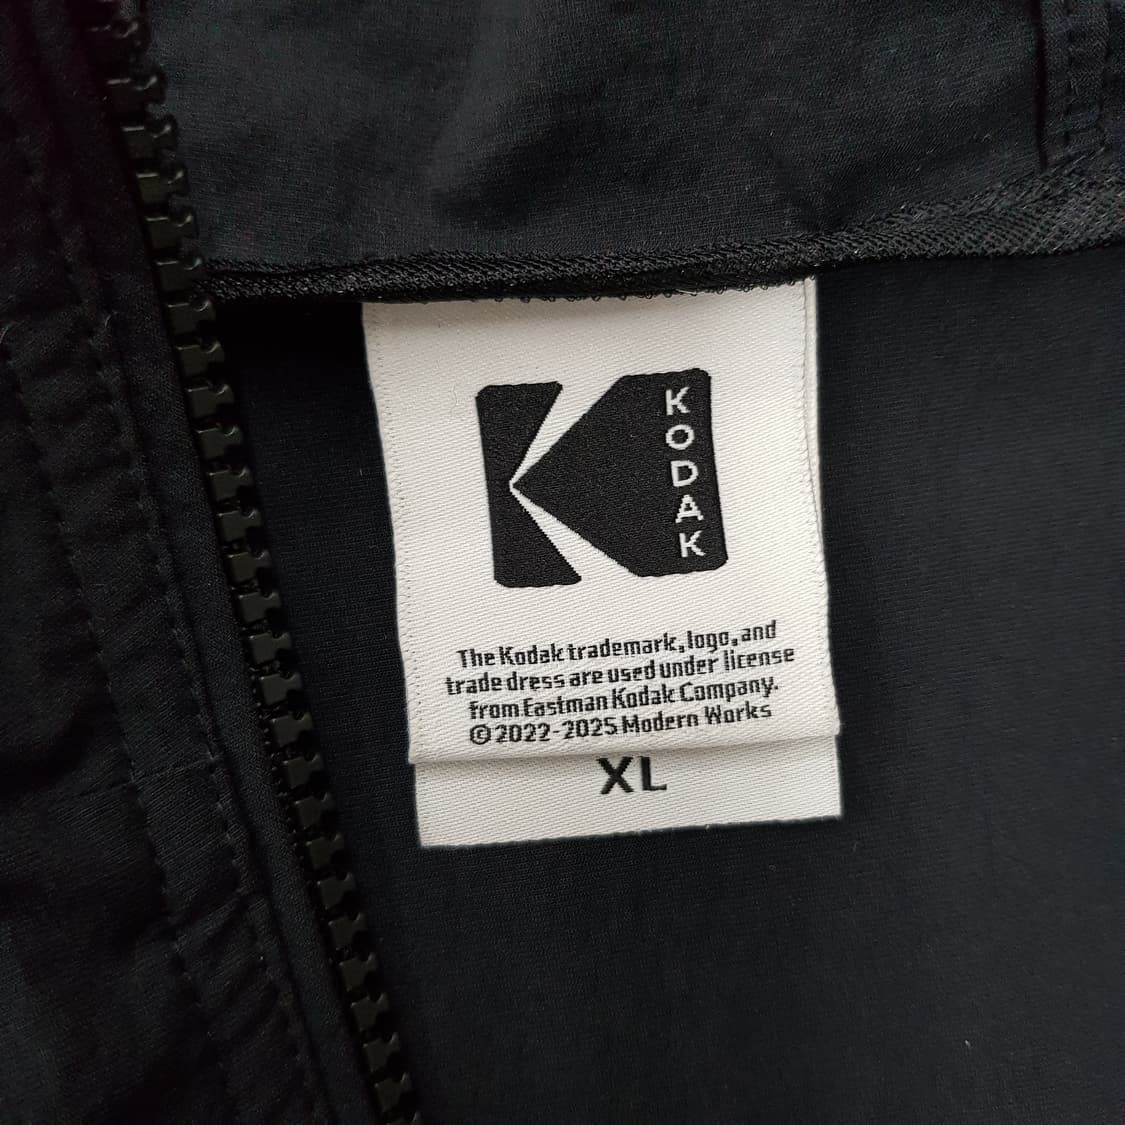 KODAK
The Kodak trademark, logo, and
trade dress are used under license
from Eastman Kodak Company.
©2022-2025 Modern Works
XL